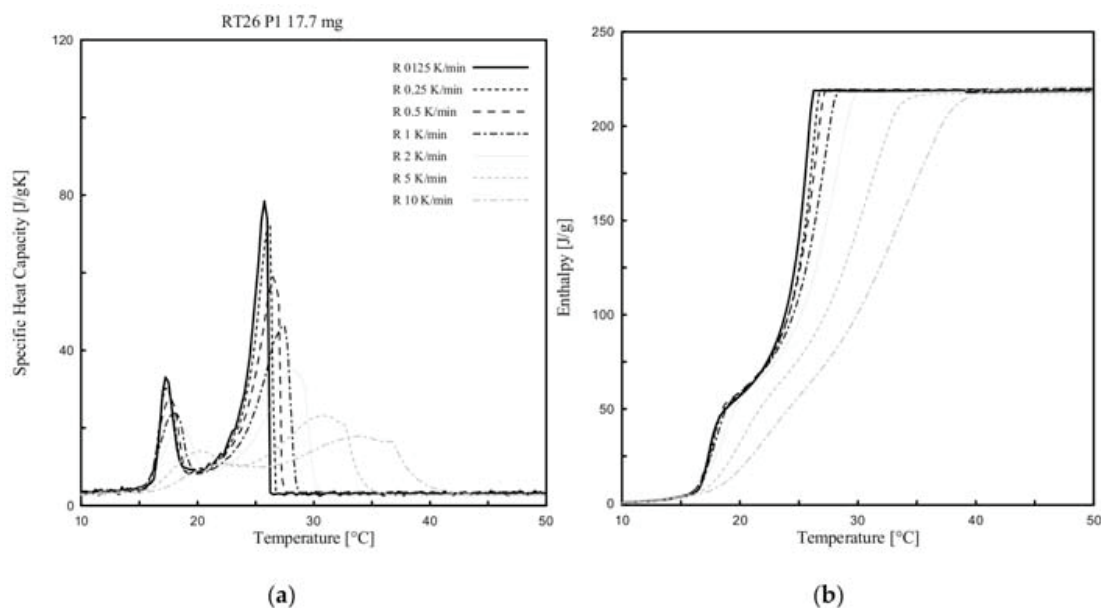 RT26 P1 17.7 mg
120
80
40
0
10
20
30
40
50
Specific Heat Capacity [J/gK]
Temperature [°C]
R 0125 K/min
R 0.25 K/min
R 0.5 K/min
R 1 K/min
R 2 K/min
R 5 K/min
R 10 K/min
(a)
250
200
150
100
50
0
10
20
30
40
50
Enthalpy [J/g]
Temperature [°C]
(b)